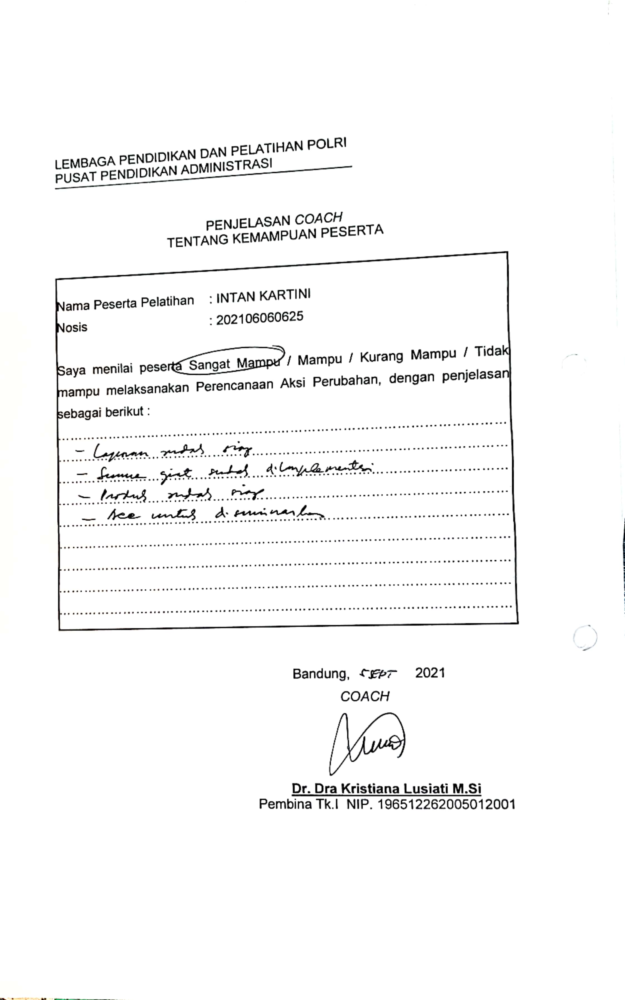 LEMBAGA PENDIDIKAN DAN PELATIHAN POLRI
PUSAT PENDIDIKAN ADMINISTRASI
PENJELASAN COACH
TENTANG KEMAMPUAN PESERTA
Nama Peserta Pelatihan : INTAN KARTINI
Nosis : 202106060625
Saya menilai peserta Sangat Mampu / Mampu / Kurang Mampu / Tidak
mampu melaksanakan Perencanaan Aksi Perubahan, dengan penjelasan
sebagai berikut :
- Laporan sudah siap
- Semua giat sudah diimplementasi
- Produk sudah siap
- Acc untuk diseminarkan
Bandung, SEPT 2021
COACH
Dr. Dra Kristiana Lusiati M.Si
Pembina Tk.I NIP. 196512262005012001